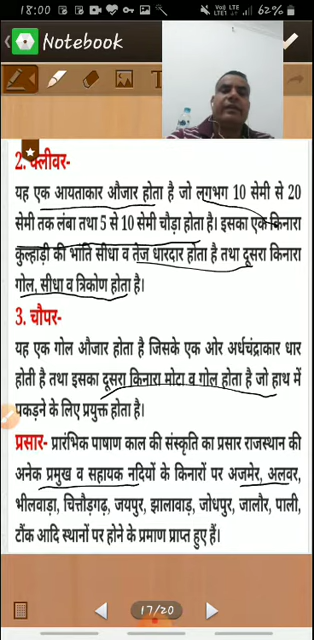 18:00
Vo) LTE
LTE1
62%
Notebook
T
2. क्लीवर-
यह एक आयताकार औजार होता है जो लगभग 10 सेमी से 20
सेमी तक लंबा तथा 5 से 10 सेमी चौड़ा होता है। इसका एक किनारा
कुल्हाड़ी की भांति सीधा व तेज धारदार होता है तथा दूसरा किनारा
गोल, सीधा व त्रिकोण होता है।
3. चौपर-
यह एक गोल औजार होता है जिसके एक ओर अर्धचंद्राकार धार
होती है तथा इसका दूसरा किनारा मोटा व गोल होता है जो हाथ में
पकड़ने के लिए प्रयुक्त होता है।
प्रसार- प्रारंभिक पाषाण काल की संस्कृति का प्रसार राजस्थान की
अनेक प्रमुख व सहायक नदियों के किनारों पर अजमेर, अलवर,
भीलवाड़ा, चित्तौड़गढ़, जयपुर, झालावाड़, जोधपुर, जालौर, पाली,
टौंक आदि स्थानों पर होने के प्रमाण प्राप्त हुए हैं।
17/20